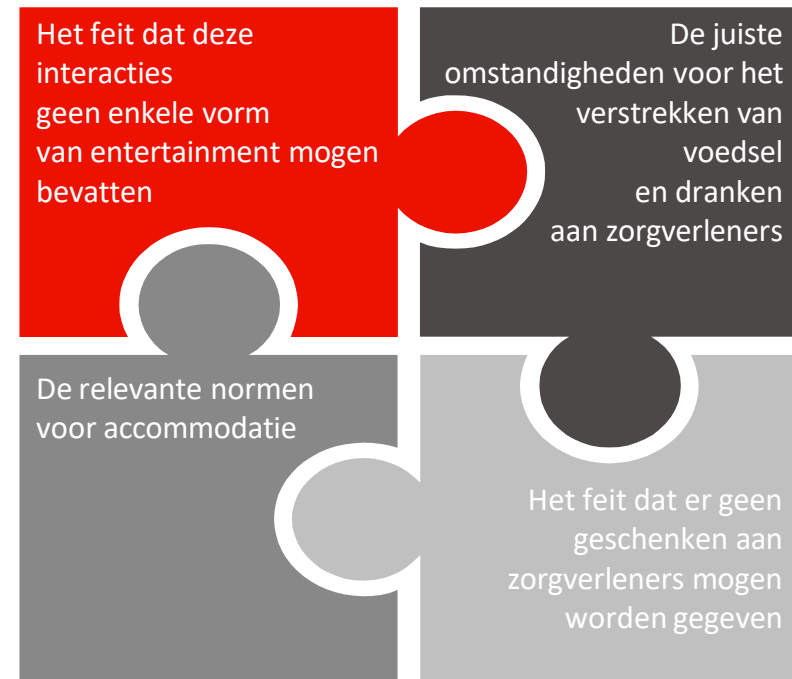 Het feit dat deze
interacties
geen enkele vorm
van entertainment mogen
bevatten
De juiste
omstandigheden voor het
verstrekken van
voedsel
en dranken
aan zorgverleners
De relevante normen
voor accommodatie
Het feit dat er geen
geschenken aan
zorgverleners mogen
worden gegeven